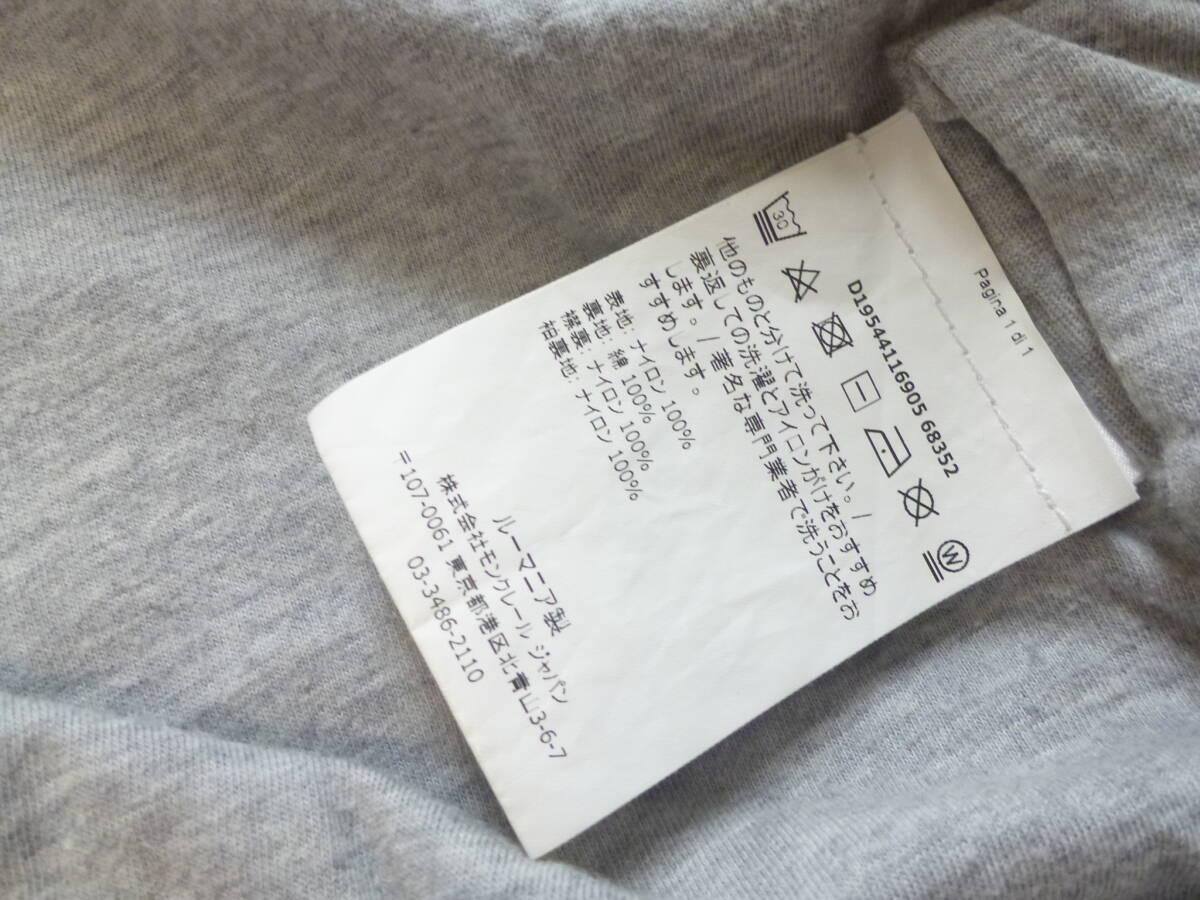 Pagina 1 di 1
D19544116905 68352
30
W
他のものと分けて洗って下さい。/
裏返しての洗濯とアイロンがけをおすすめ
します。/著名な専門業者で洗うことをお
すすめします。
表地: ナイロン 100%
裏地: 綿 100%
襟裏: ナイロン 100%
袖裏地: ナイロン 100%
ルーマニア製
株式会社モンクレール ジャパン
〒107-0061 東京都港区北青山3-6-7
03-3486-2110